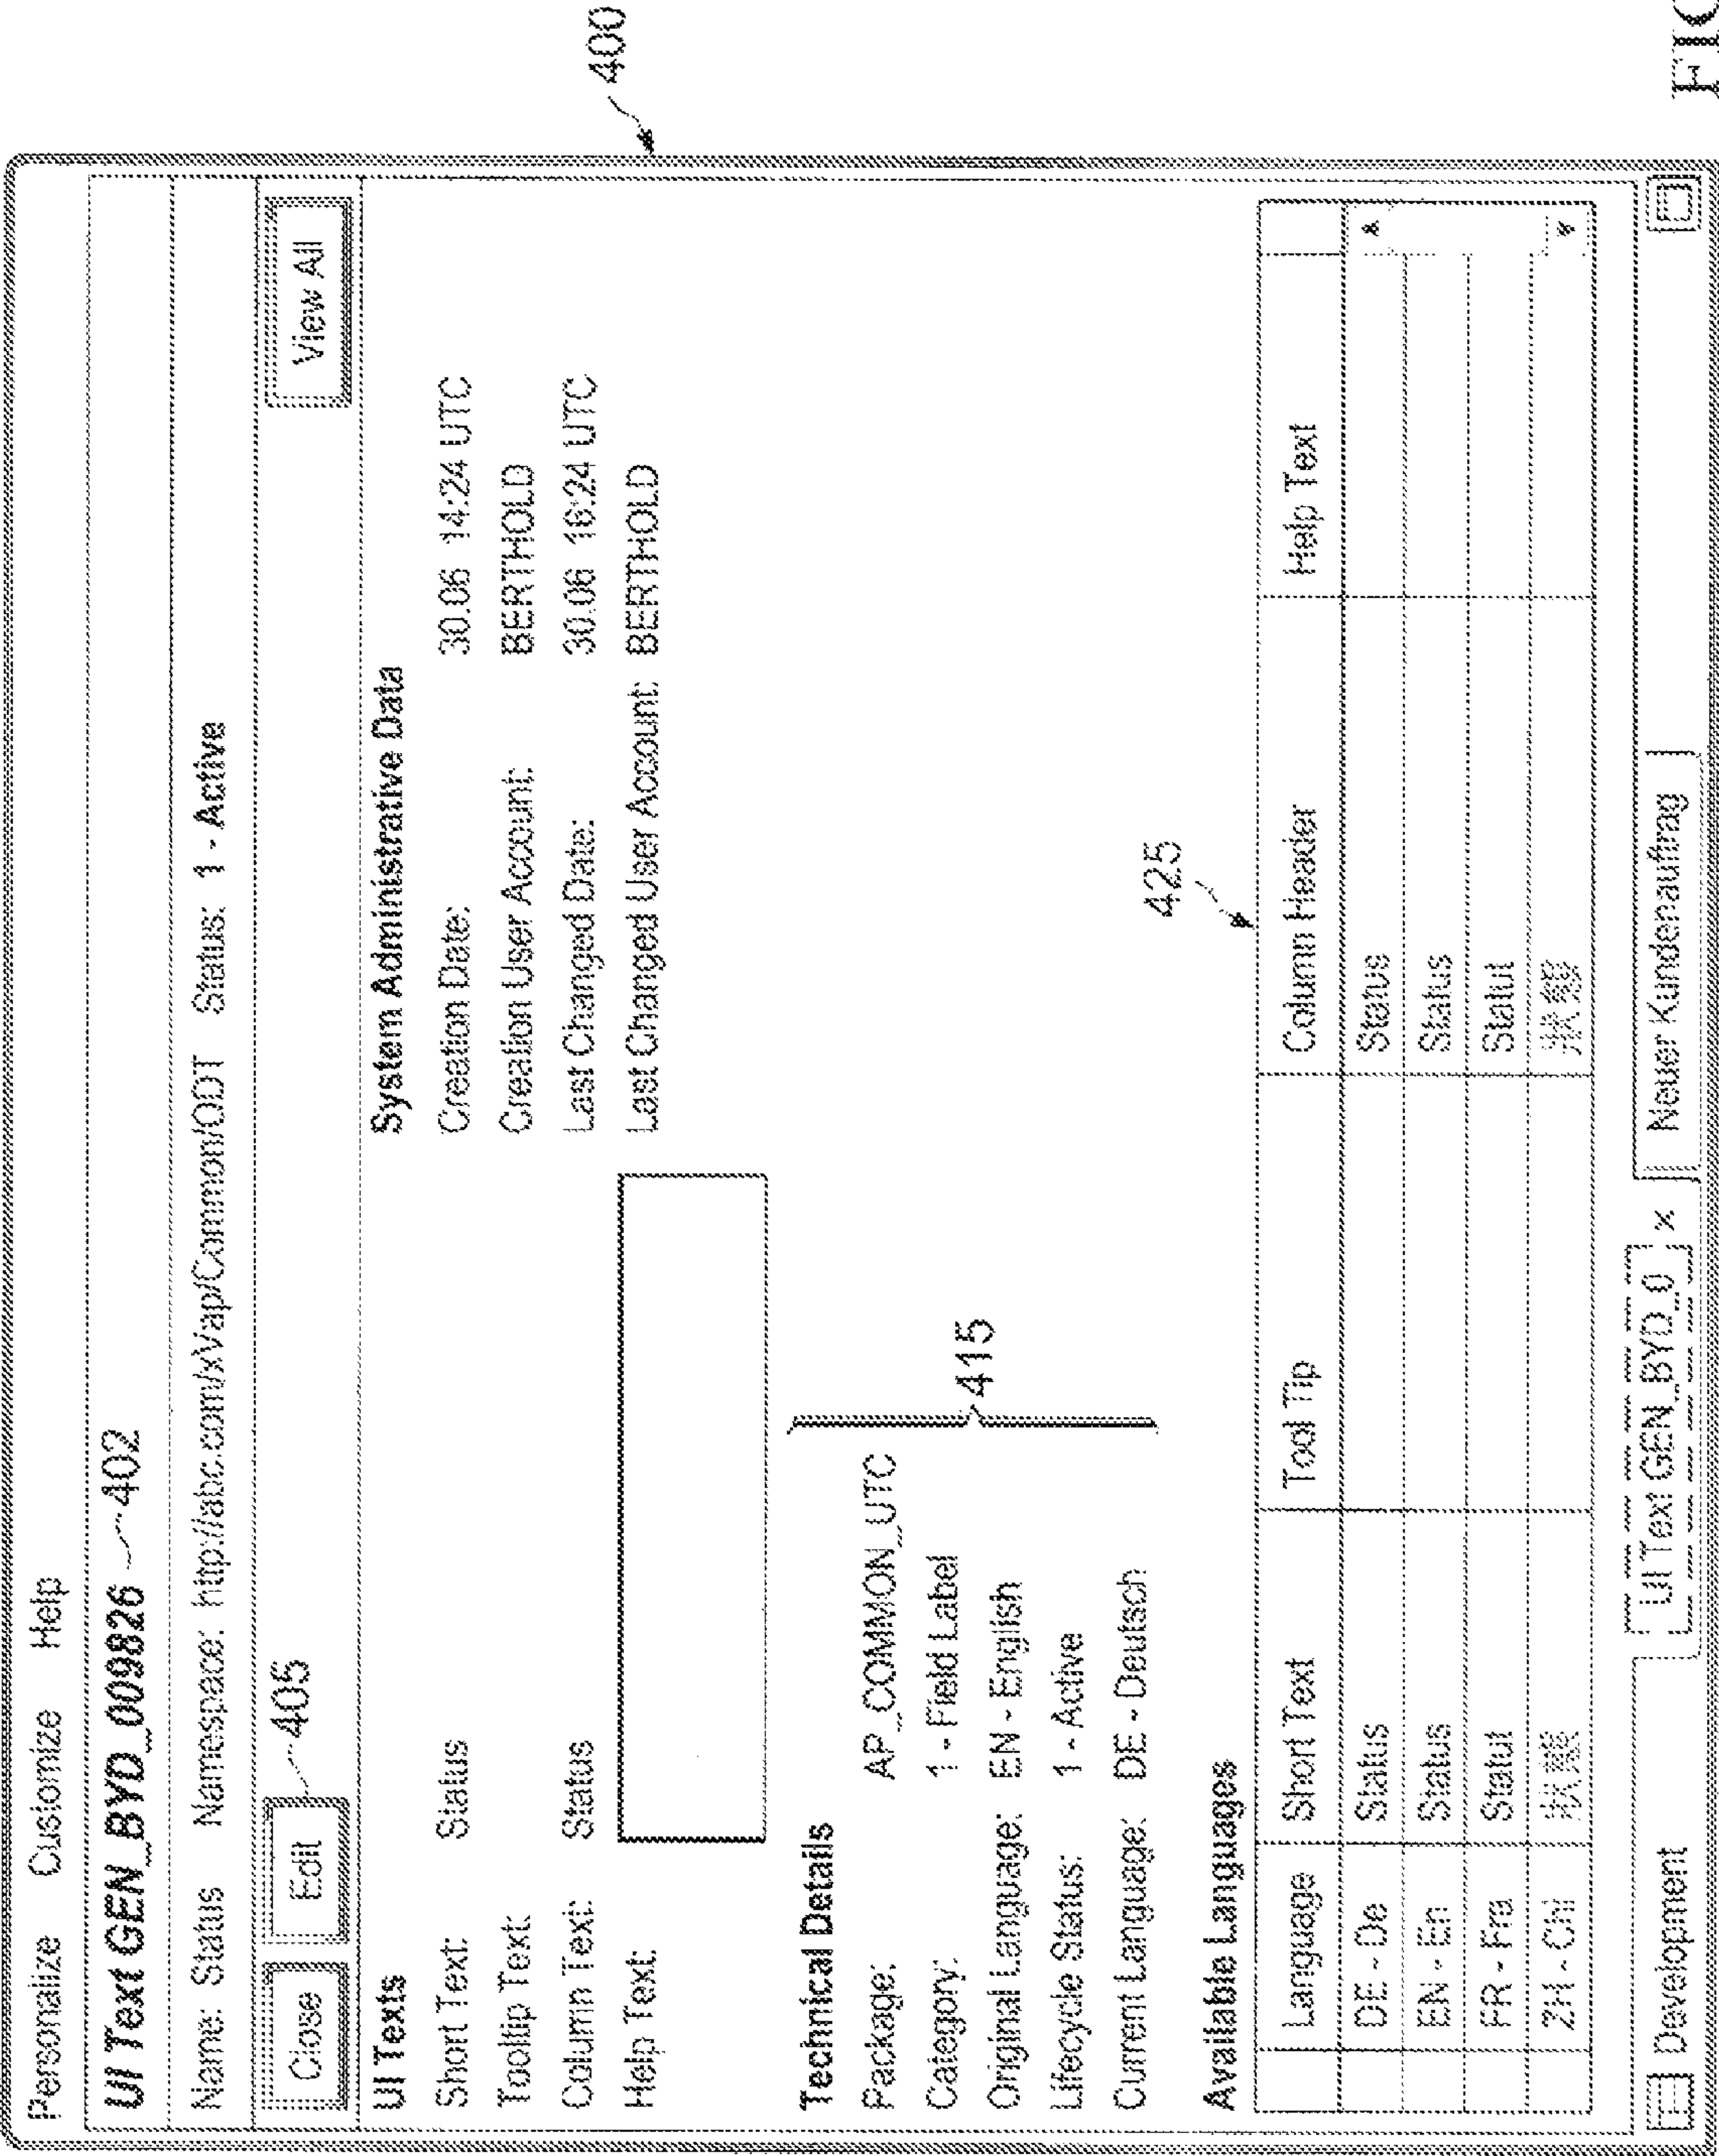 Personalize Customize Help
UI Text GEN_BYD_009826 402
Name: Status Namespace: http://abc.com/xVap/Common/ODT Status: 1 - Active
Close Edit 405 View All
400
UI Texts System Administrative Data
Short Text: Status Creation Date: 30.06 14:24 UTC
Tooltip Text: Creation User Account: BERTHOLD
Column Text: Status Last Changed Date: 30.06 16:24 UTC
Help Text: Last Changed User Account: BERTHOLD
Technical Details
Package: AP_COMMON_UTC
Category: 1 - Field Label
Original Language: EN - English
415
Lifecycle Status: 1 - Active
Current Language: DE - Deutsch
425
Available Languages
Language Short Text Tool Tip Column Header Help Text
DE - De Status Status
EN - En Status Status
FR - Fra Statut Statut
ZH - Chi 状态 状態
Development UI Text GEN_BYD_0 x Neuer Kundenauftrag